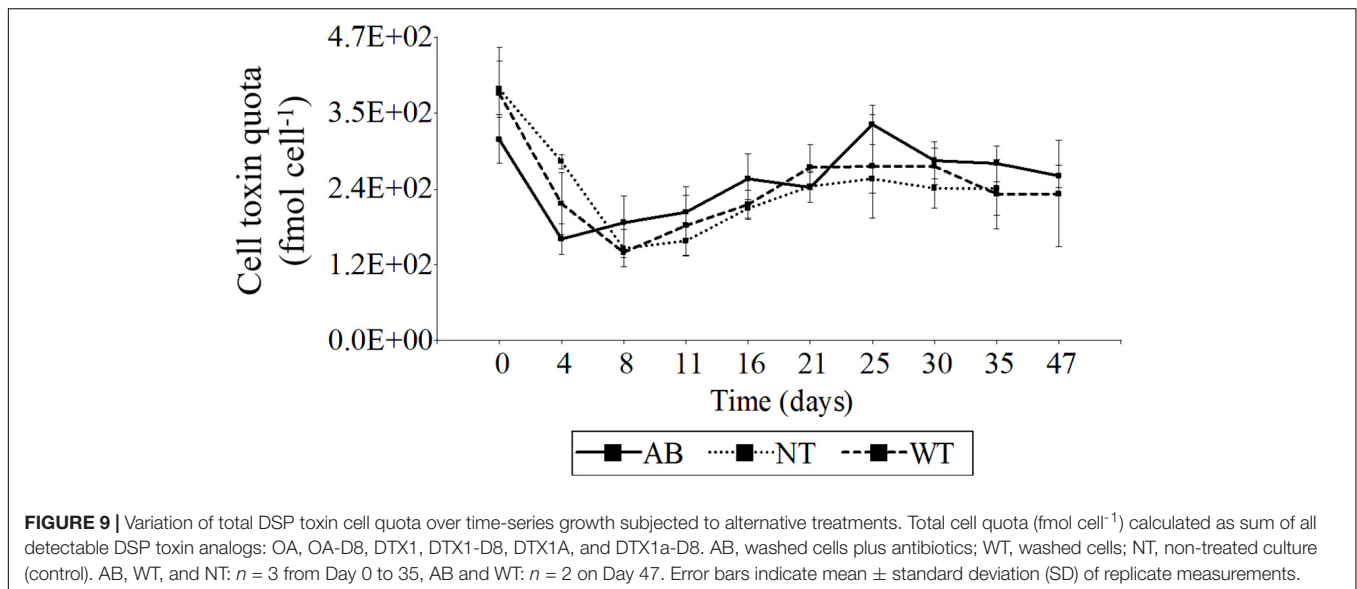 Cell toxin quota
(fmol cell-1)
4.7E+02
3.5E+02
2.4E+02
1.2E+02
0.0E+00
0 4 8 11 16 21 25 30 35 47
Time (days)
AB NT WT
FIGURE 9 | Variation of total DSP toxin cell quota over time-series growth subjected to alternative treatments. Total cell quota (fmol cell-1) calculated as sum of all
detectable DSP toxin analogs: OA, OA-D8, DTX1, DTX1-D8, DTX1A, and DTX1a-D8. AB, washed cells plus antibiotics; WT, washed cells; NT, non-treated culture
(control). AB, WT, and NT: n = 3 from Day 0 to 35, AB and WT: n = 2 on Day 47. Error bars indicate mean ± standard deviation (SD) of replicate measurements.